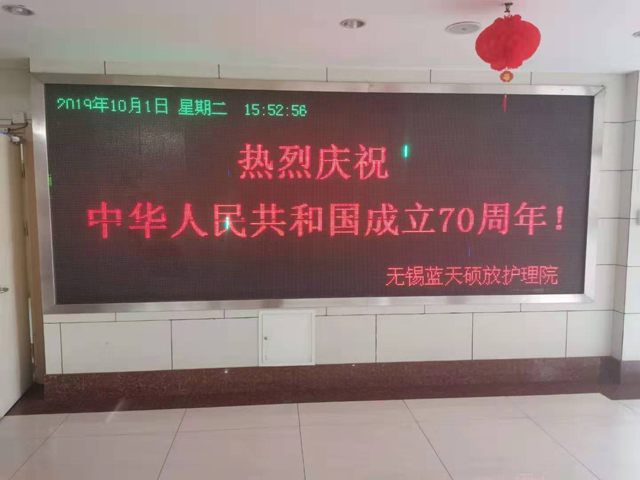 2019年10月1日 星期二 15:52:56
热烈庆祝
中华人民共和国成立70周年！
无锡蓝天硕放护理院